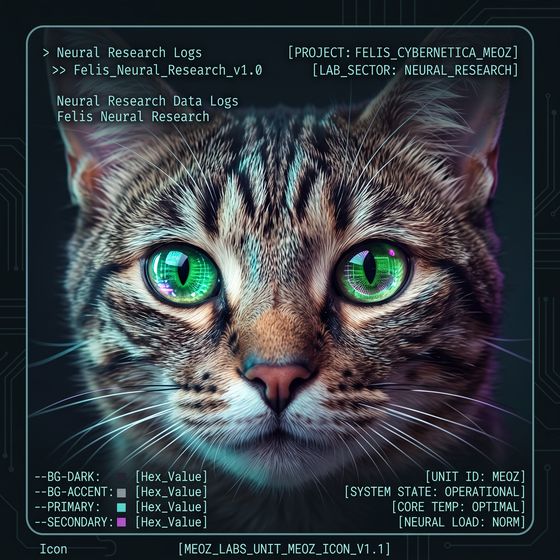 > Neural Research Logs
>> Felis_Neural_Research_v1.0
[PROJECT: FELIS_CYBERNETICA_MEOZ]
[LAB_SECTOR: NEURAL_RESEARCH]
Neural Research Data Logs
Felis Neural Research
--BG-DARK: [Hex_Value]
--BG-ACCENT: [Hex_Value]
--PRIMARY: [Hex_Value]
--SECONDARY: [Hex_Value]
[UNIT ID: MEOZ]
[SYSTEM STATE: OPERATIONAL]
[CORE TEMP: OPTIMAL]
[NEURAL LOAD: NORM]
Icon [MEOZ_LABS_UNIT_MEOZ_ICON_V1.1]